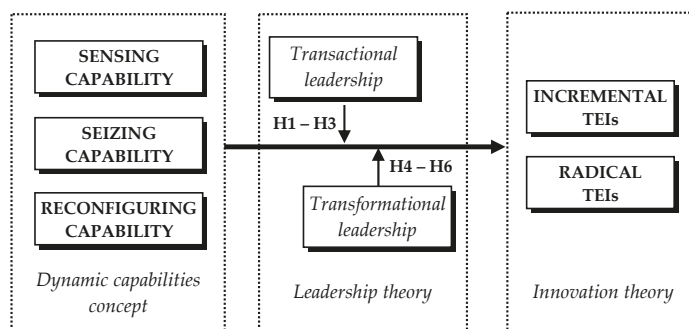 SENSING
CAPABILITY
SEIZING
CAPABILITY
RECONFIGURING
CAPABILITY
Dynamic capabilities
concept
Transactional
leadership
H1 – H3
H4 – H6
Transformational
leadership
Leadership theory
INCREMENTAL
TEIs
RADICAL
TEIs
Innovation theory